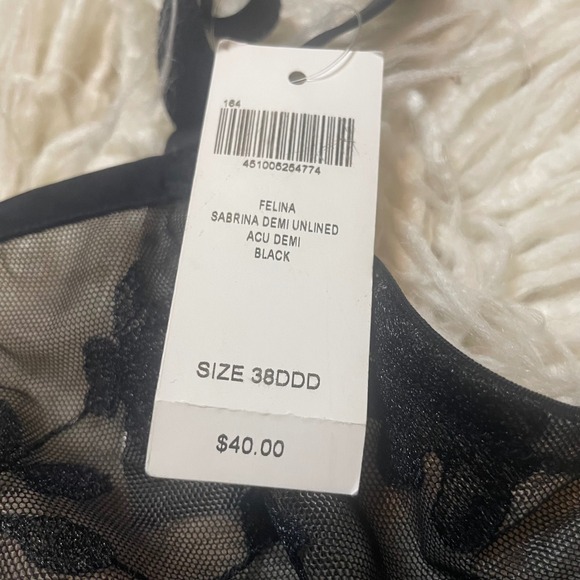 164
451005254774
FELINA
SABRINA DEMI UNLINED
ACU DEMI
BLACK
SIZE 38DDD
$40.00